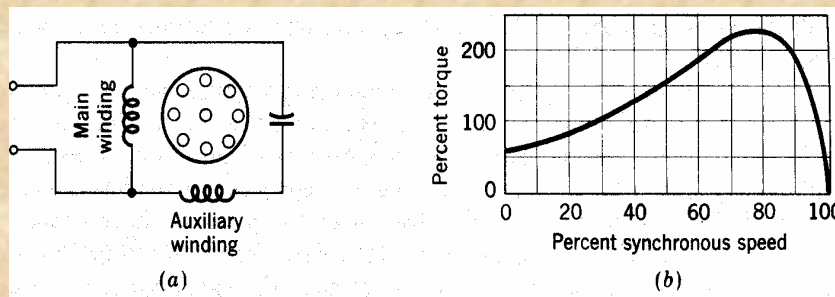 Main
winding
Auxiliary
winding
(a)
Percent torque
200
100
0
0 20 40 60 80 100
Percent synchronous speed
(b)